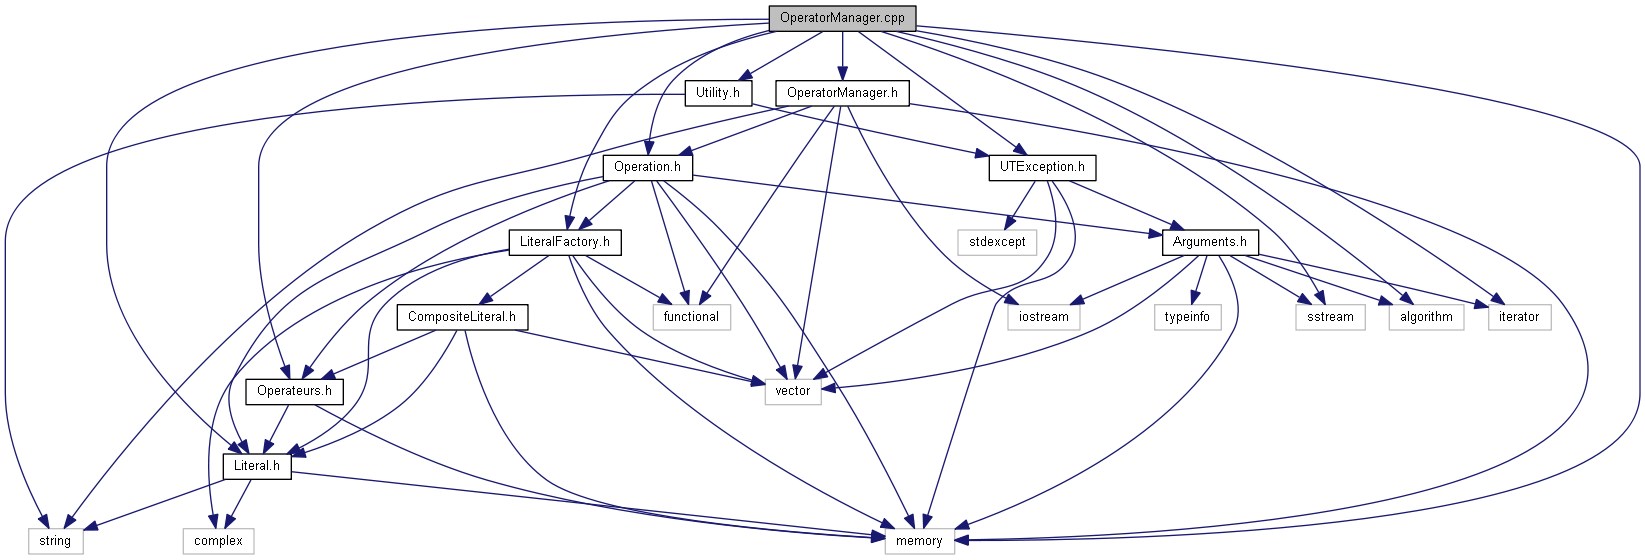 OperatorManager.cpp
Utility.h
OperatorManager.h
Operation.h
UTException.h
LiteralFactory.h
stdexcept
Arguments.h
CompositeLiteral.h
functional
iostream
typeinfo
sstream
algorithm
iterator
Operateurs.h
vector
Literal.h
string
complex
memory